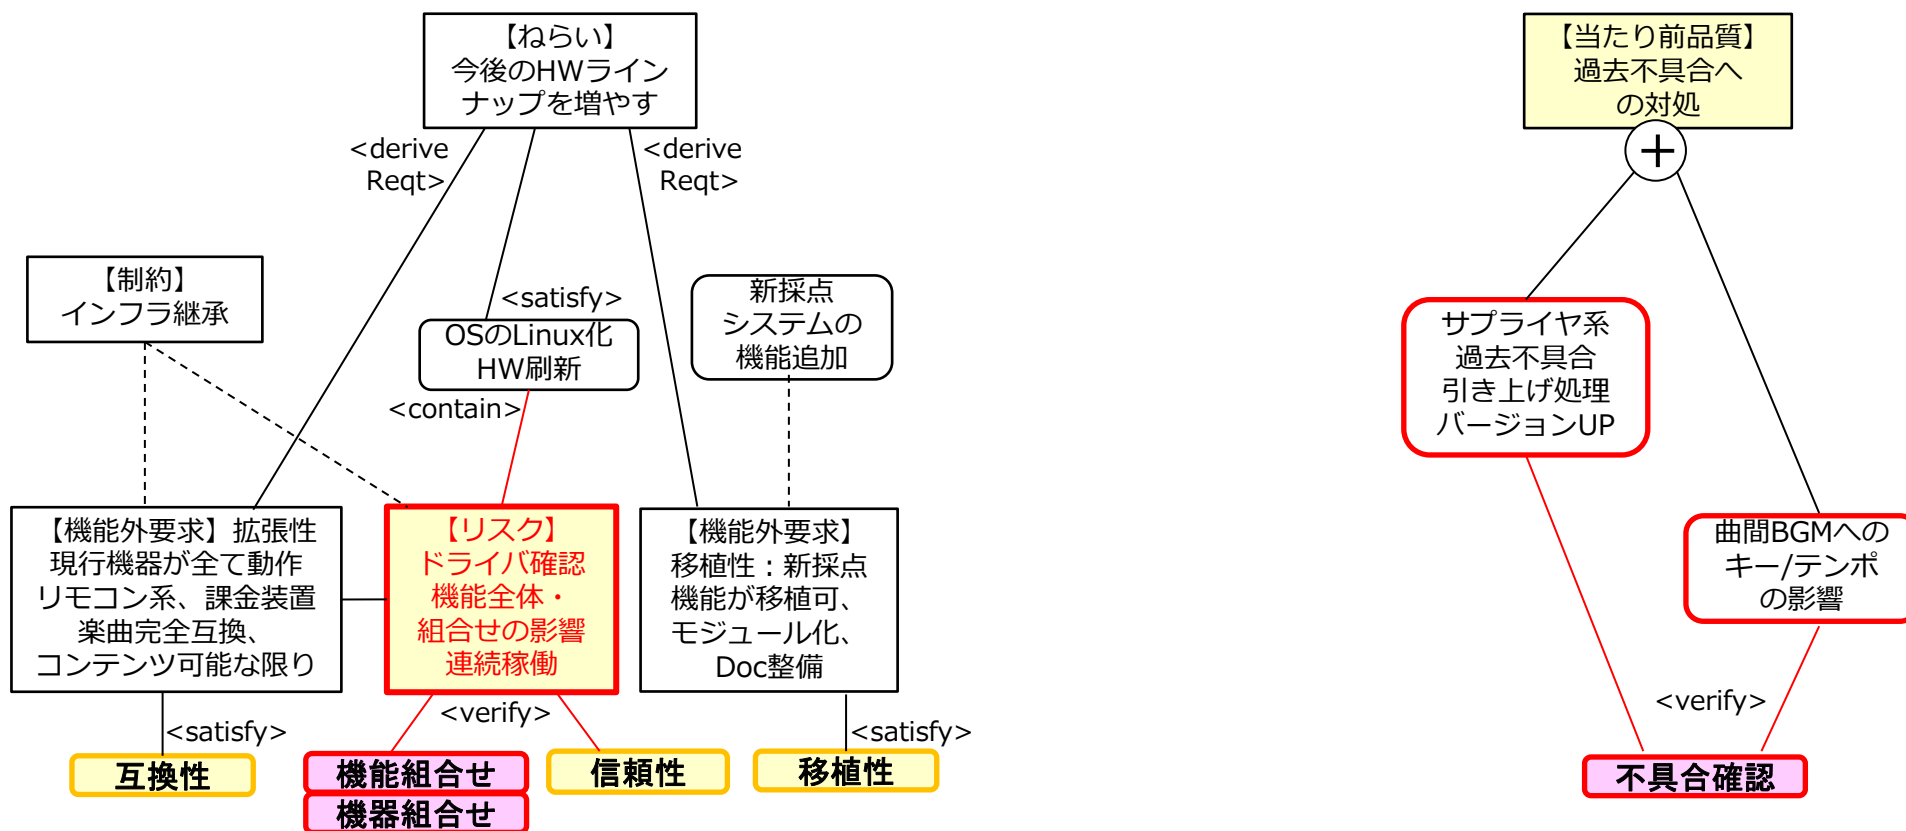 【ねらい】
今後のHWライン
ナップを増やす
【当たり前品質】
過去不具合へ
の対処
+
<derive
Reqt>
<derive
Reqt>
【制約】
インフラ継承
<satisfy>
OSのLinux化
HW刷新
<contain>
新採点
システムの
機能追加
サプライヤ系
過去不具合
引き上げ処理
バージョンUP
【機能外要求】拡張性
現行機器が全て動作
リモコン系、課金装置
楽曲完全互換、
コンテンツ可能な限り
【リスク】
ドライバ確認
機能全体・
組合せの影響
連続稼働
【機能外要求】
移植性：新採点
機能が移植可、
モジュール化、
Doc整備
曲間BGMへの
キー/テンポ
の影響
<satisfy>
<verify>
<satisfy>
<verify>
互換性
機能組合せ
機器組合せ
信頼性
移植性
不具合確認